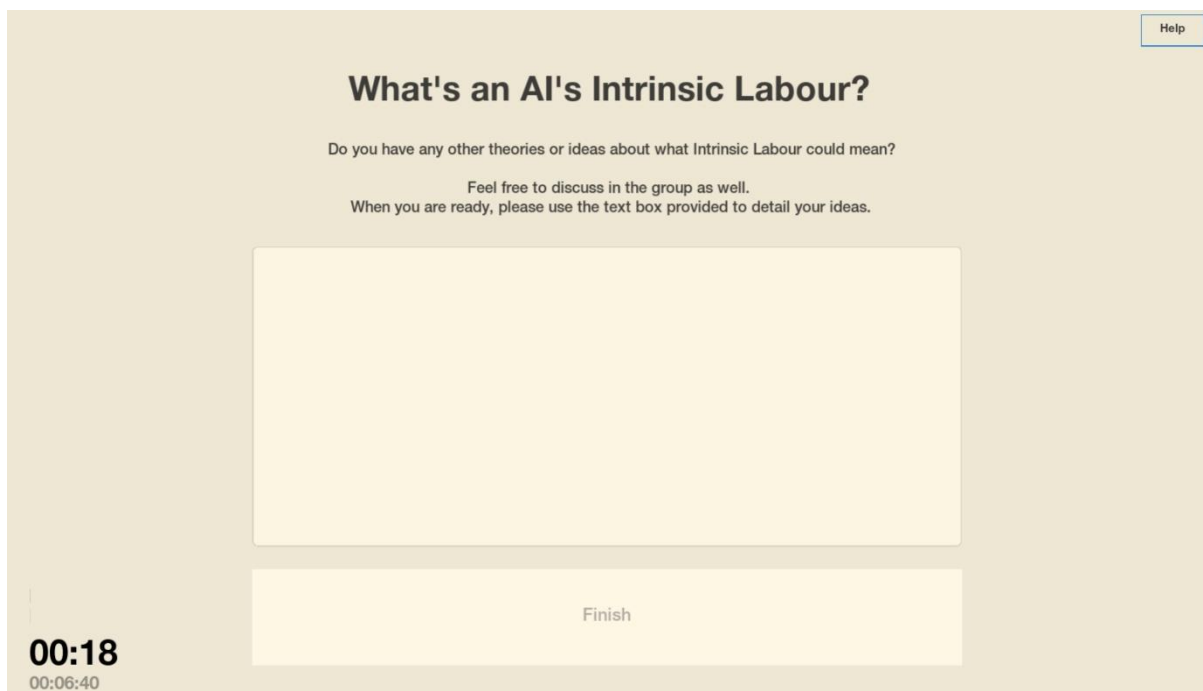 Help
What's an AI's Intrinsic Labour?
Do you have any other theories or ideas about what Intrinsic Labour could mean?
Feel free to discuss in the group as well.
When you are ready, please use the text box provided to detail your ideas.
Finish
00:18
00:06:40